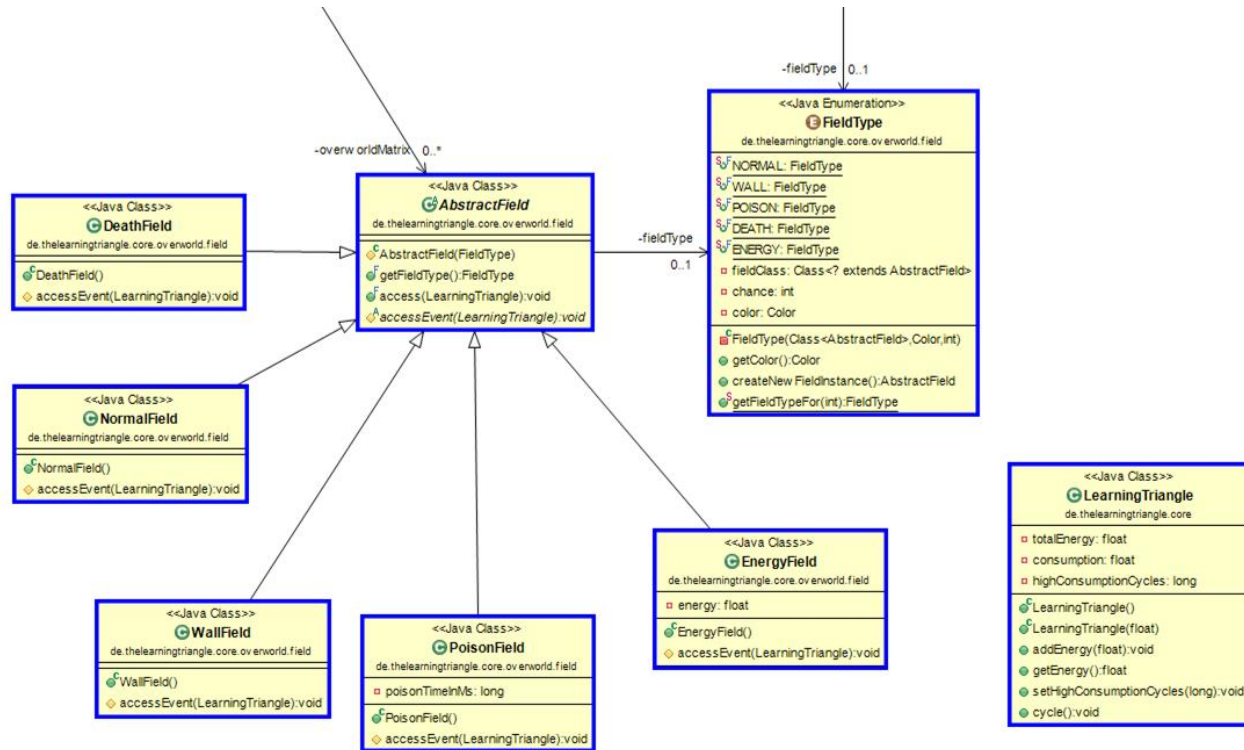 -fieldType 0..1
<<Java Enumeration>>
FieldType
de.thelearningtriangle.core.overworld.field
NORMAL: FieldType
WALL: FieldType
POISON: FieldType
DEATH: FieldType
ENERGY: FieldType
fieldClass: Class<? extends AbstractField>
chance: int
color: Color
FieldType(Class<AbstractField>,Color,int)
getColor():Color
createNewFieldInstance():AbstractField
getFieldTypeFor(int):FieldType
-overworldMatrix 0..*
<<Java Class>>
AbstractField
de.thelearningtriangle.core.overworld.field
AbstractField(FieldType)
getFieldType():FieldType
access(LearningTriangle):void
accessEvent(LearningTriangle):void
-fieldType
0..1
<<Java Class>>
DeathField
de.thelearningtriangle.core.overworld.field
DeathField()
accessEvent(LearningTriangle):void
<<Java Class>>
NormalField
de.thelearningtriangle.core.overworld.field
NormalField()
accessEvent(LearningTriangle):void
<<Java Class>>
WallField
de.thelearningtriangle.core.overworld.field
WallField()
accessEvent(LearningTriangle):void
<<Java Class>>
PoisonField
de.thelearningtriangle.core.overworld.field
poisonTimeInMs: long
PoisonField()
accessEvent(LearningTriangle):void
<<Java Class>>
EnergyField
de.thelearningtriangle.core.overworld.field
energy: float
EnergyField()
accessEvent(LearningTriangle):void
<<Java Class>>
LearningTriangle
de.thelearningtriangle.core
totalEnergy: float
consumption: float
highConsumptionCycles: long
LearningTriangle()
LearningTriangle(float)
addEnergy(float):void
getEnergy():float
setHighConsumptionCycles(long):void
cycle():void